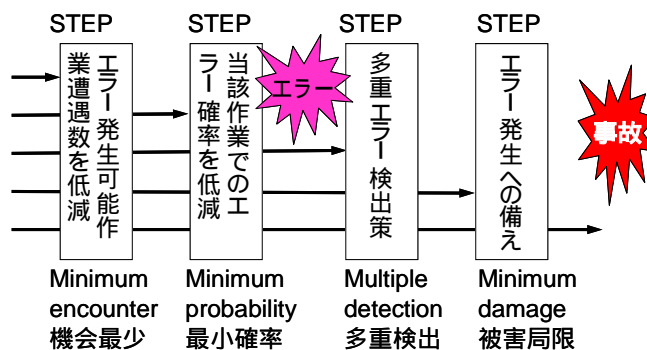 STEP
STEP
STEP
STEP
エラー発生可能作
業遭遇数を低減
当該作業でのエ
ラー確率を低減
エラー
多重エラー検出策
エラー発生への備え
事故
Minimum
encounter
機会最少
Minimum
probability
最小確率
Multiple
detection
多重検出
Minimum
damage
被害局限